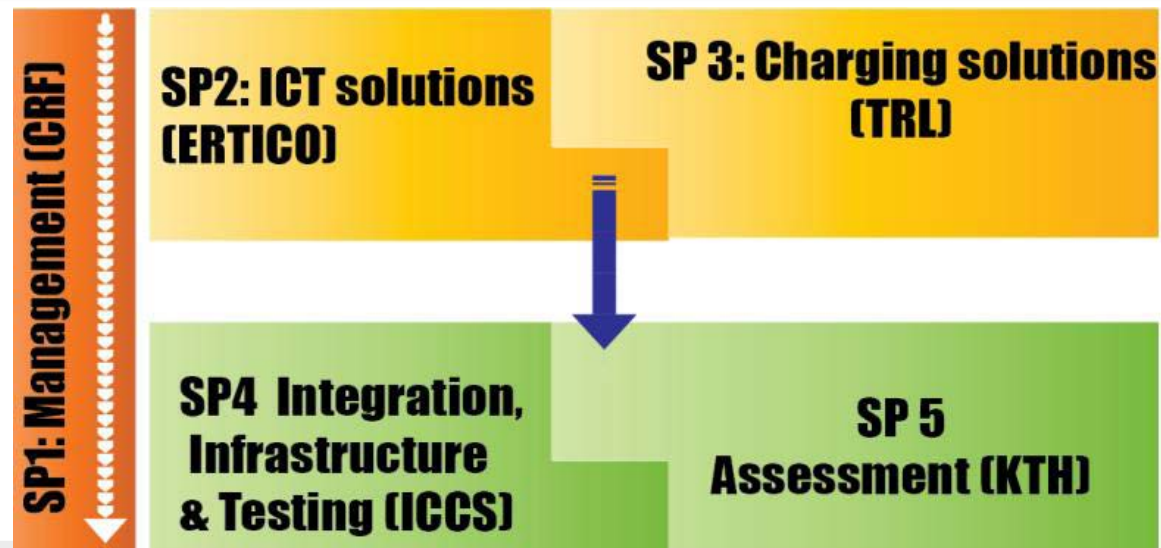 SP1: Management (CRF)
SP2: ICT solutions
(ERTICO)
SP 3: Charging solutions
(TRL)
SP4 Integration,
Infrastructure
& Testing (ICCS)
SP 5
Assessment (KTH)